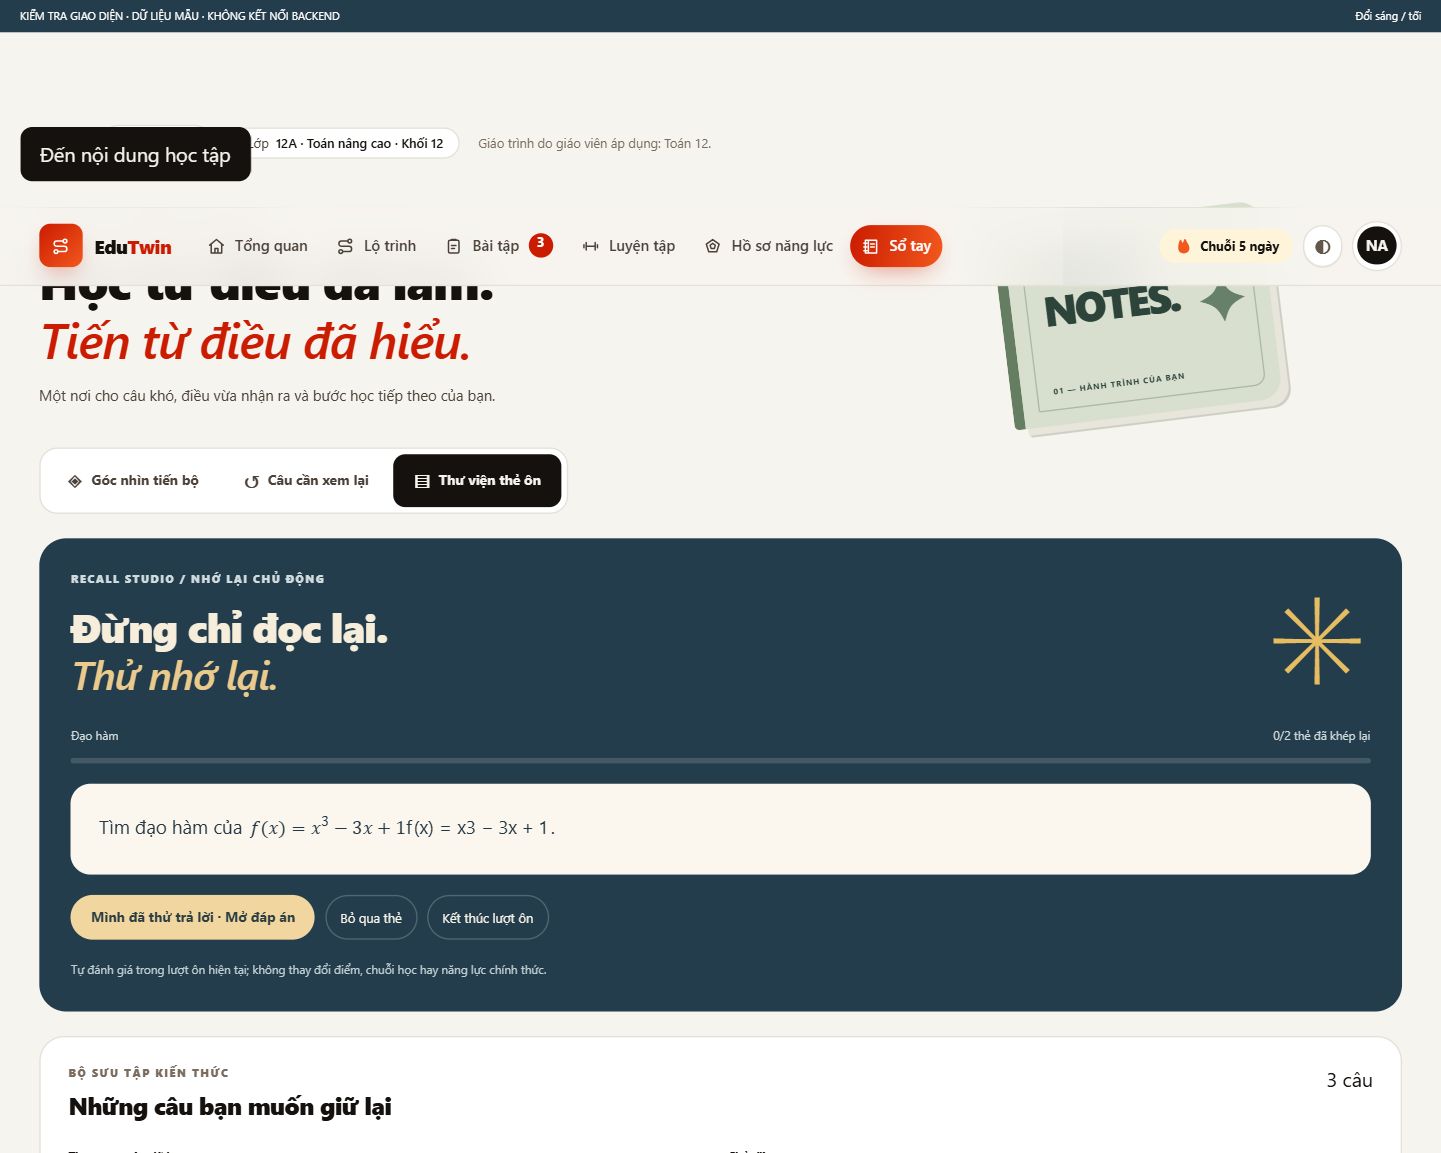 KIỂM TRA GIAO DIỆN · DỮ LIỆU MẪU · KHÔNG KẾT NỐI BACKEND
Đổi sáng / tối
Đến nội dung học tập
12A · Toán nâng cao · Khối 12
Giáo trình do giáo viên áp dụng: Toán 12.
EduTwin
Tổng quan
Lộ trình
Bài tập 3
Luyện tập
Hồ sơ năng lực
Sổ tay
Chuỗi 5 ngày
NA
Học từ điều đã làm.
Tiến từ điều đã hiểu.
Một nơi cho câu khó, điều vừa nhận ra và bước học tiếp theo của bạn.
NOTES.
01 — HÀNH TRÌNH CỦA BẠN
Góc nhìn tiến bộ
Câu cần xem lại
Thư viện thẻ ôn
RECALL STUDIO / NHỚ LẠI CHỦ ĐỘNG
Đừng chỉ đọc lại.
Thử nhớ lại.
Đạo hàm
0/2 thẻ đã khép lại
Tìm đạo hàm của f(x) = x³ − 3x + 1f(x) = x3 − 3x + 1.
Mình đã thử trả lời · Mở đáp án
Bỏ qua thẻ
Kết thúc lượt ôn
Tự đánh giá trong lượt ôn hiện tại; không thay đổi điểm, chuỗi học hay năng lực chính thức.
BỘ SƯU TẬP KIẾN THỨC
3 câu
Những câu bạn muốn giữ lại